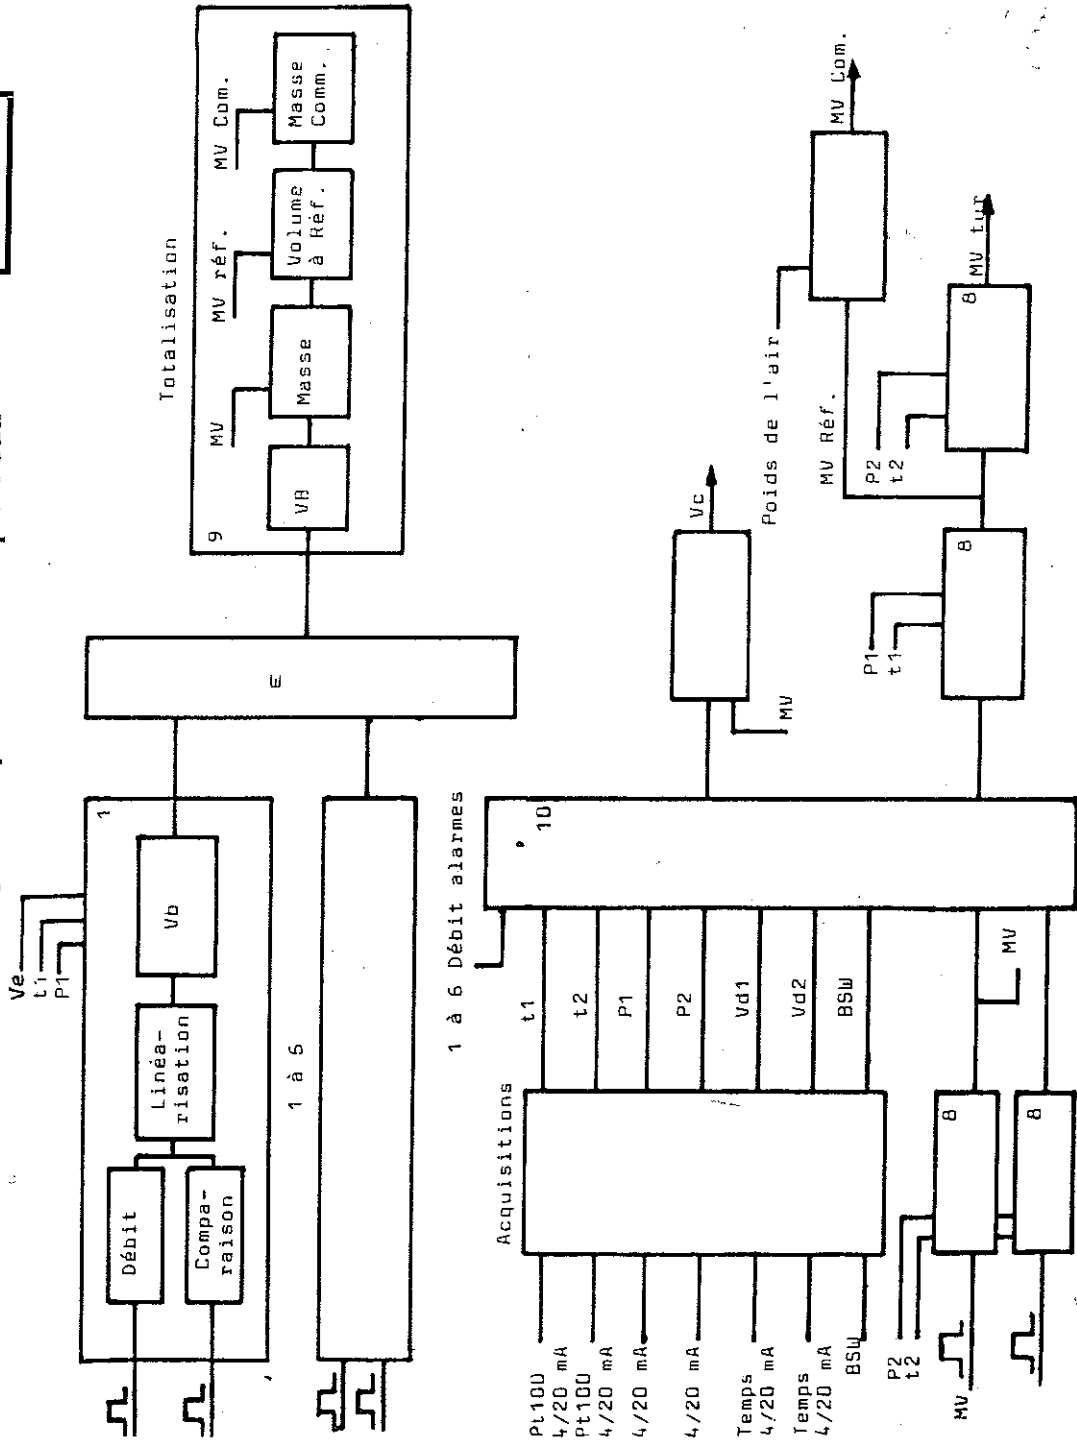 Totalisation
9
VB
Masse
Volume
à Réf.
Masse
Comm.
MV
MV réf.
MV Com.
E
Ve
t1
P1
1
Débit
Compa-
raison
Linéa-
risation
Vb
1 à 6
1 à 6 Débit alarmes
Acquisitions
Pt100
4/20 mA
Pt100
4/20 mA
4/20 mA
4/20 mA
Temps
4/20 mA
Temps
4/20 mA
BSW
t1
t2
P1
P2
Vd1
Vd2
BSW
10
MV
Vc
P2
t2
MV
8
8
MV
P1
t1
8
P2
t2
8
MV tur
MV Réf.
Poids de l'air
MV Com.